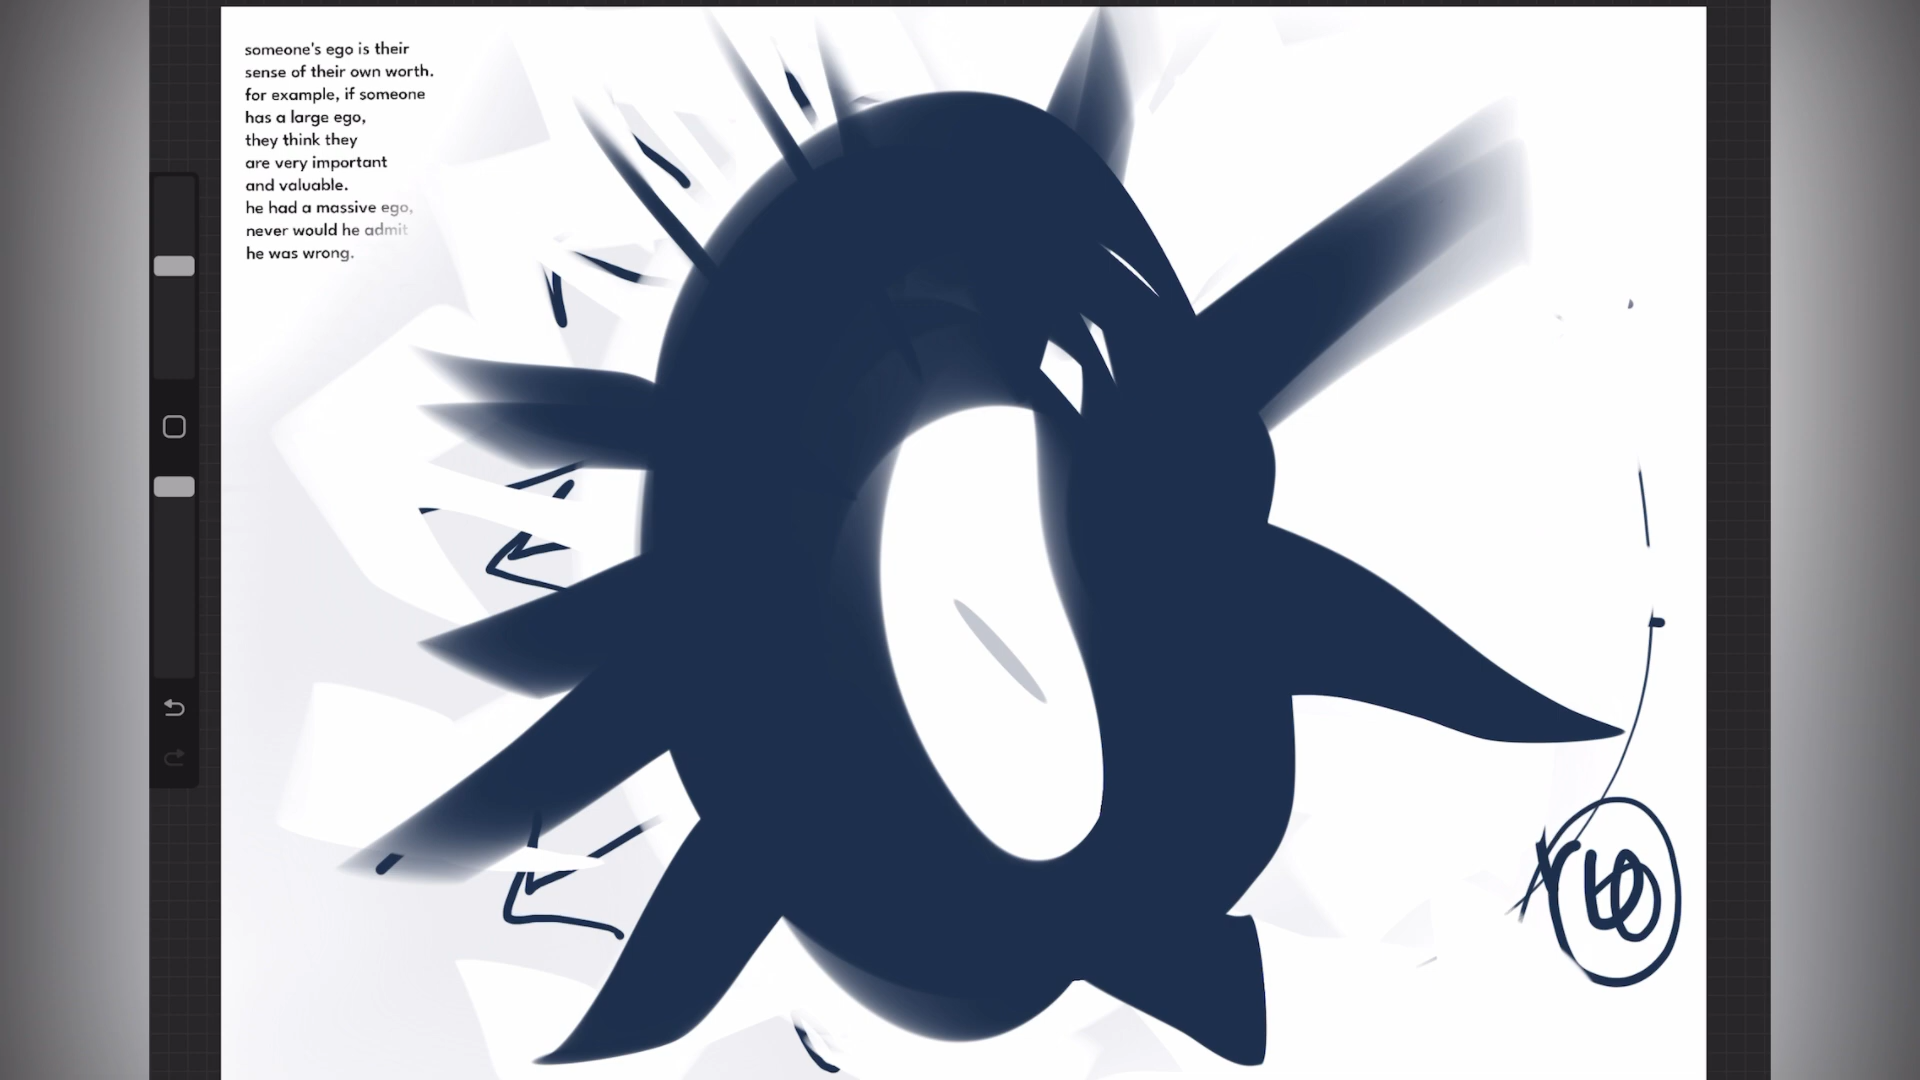 someone's ego is their
sense of their own worth.
for example, if someone
has a large ego,
they think they
are very important
and valuable.
he had a massive ego,
never would he admit
he was wrong.